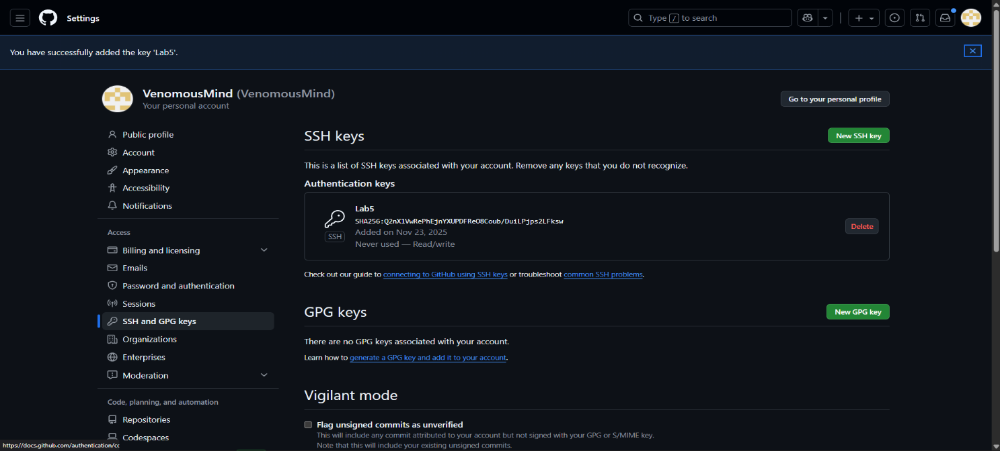 Settings
Type / to search
You have successfully added the key 'Lab5'.
VenomousMind (VenomousMind)
Your personal account
Go to your personal profile
Public profile
Account
Appearance
Accessibility
Notifications
Access
Billing and licensing
Emails
Password and authentication
Sessions
SSH and GPG keys
Organizations
Enterprises
Moderation
Code, planning, and automation
Repositories
Codespaces
SSH keys
New SSH key
This is a list of SSH keys associated with your account. Remove any keys that you do not recognize.
Authentication keys
Lab5
SHA256:Q2nX1VwRePhEjnYXUPDFReO8Coub/DuiLPjps2LFksw
SSH
Added on Nov 23, 2025
Never used — Read/write
Delete
Check out our guide to connecting to GitHub using SSH keys or troubleshoot common SSH problems.
GPG keys
New GPG key
There are no GPG keys associated with your account.
Learn how to generate a GPG key and add it to your account.
Vigilant mode
Flag unsigned commits as unverified
This will include any commit attributed to your account but not signed with your GPG or S/MIME key.
Note that this will include your existing unsigned commits.
https://docs.github.com/authentication/cc